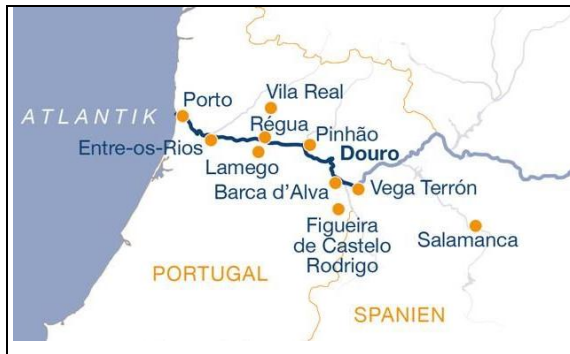 Porto
Vila Real
ATLANTIK
Régua
Pinhão
Entre-os-Rios
Douro
Lamego
Barca d'Alva
Vega Terrón
Figueira
de Castelo
Rodrigo
Salamanca
PORTUGAL
SPANIEN